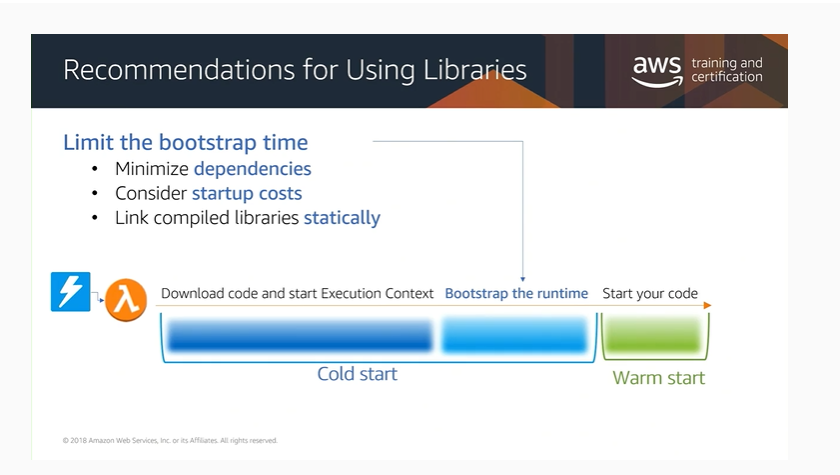 Recommendations for Using Libraries
aws training and
certification
Limit the bootstrap time
• Minimize dependencies
• Consider startup costs
• Link compiled libraries statically
Download code and start Execution Context Bootstrap the runtime Start your code
Cold start
Warm start
© 2018 Amazon Web Services, Inc. or its Affiliates. All rights reserved.